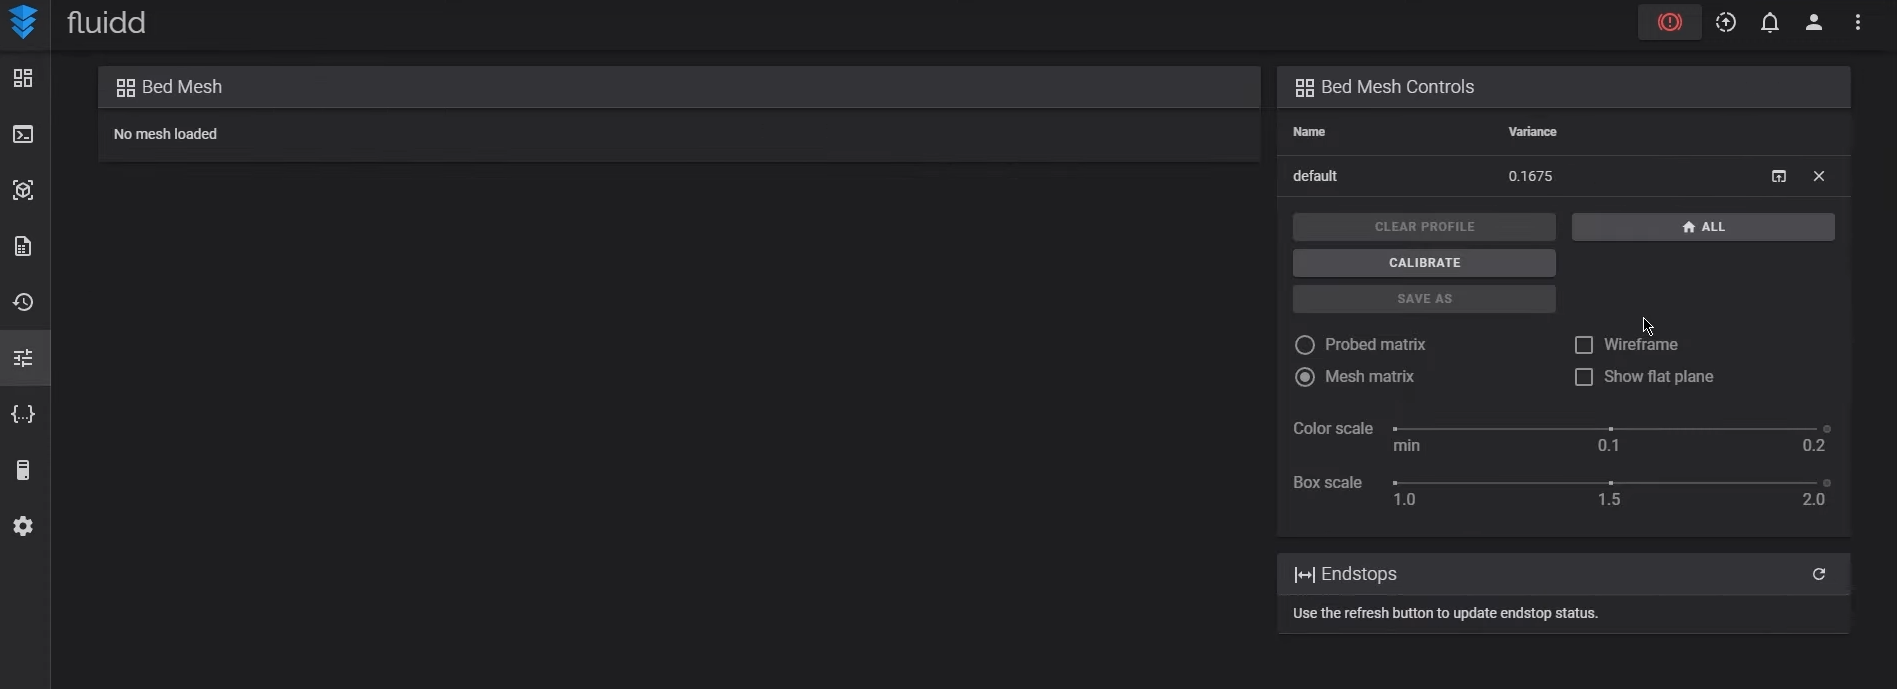 fluidd
Bed Mesh
No mesh loaded
Bed Mesh Controls
Name Variance
default 0.1675
CLEAR PROFILE ALL
CALIBRATE
SAVE AS
Probed matrix Wireframe
Mesh matrix Show flat plane
Color scale
min 0.1 0.2
Box scale
1.0 1.5 2.0
Endstops
Use the refresh button to update endstop status.